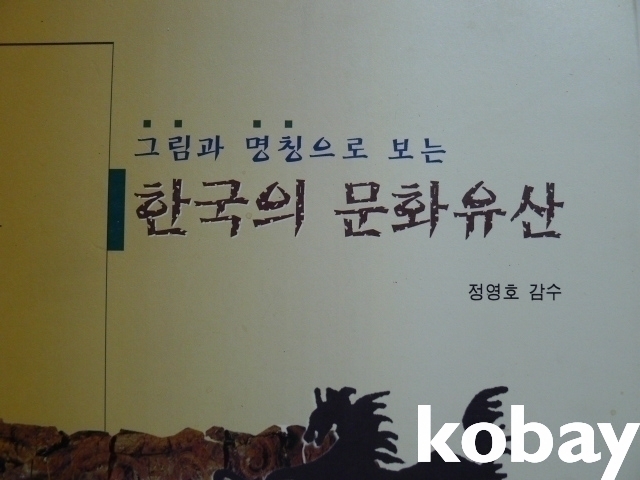 그림과 명칭으로 보는
한국의 문화유산
정영호 감수
kobay